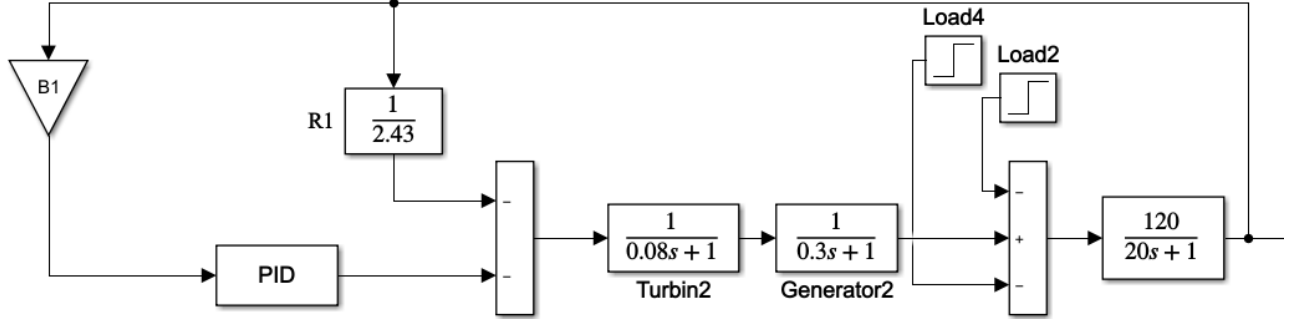 Load4
Load2
B1
R1
1
2.43
−
−
1
0.08s + 1
Turbin2
1
0.3s + 1
Generator2
−
+
−
120
20s + 1
PID